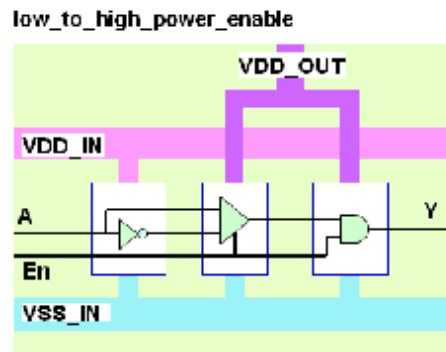 low_to_high_power_enable
VDD_OUT
VDD_IN
A
Y
En
VSS_IN